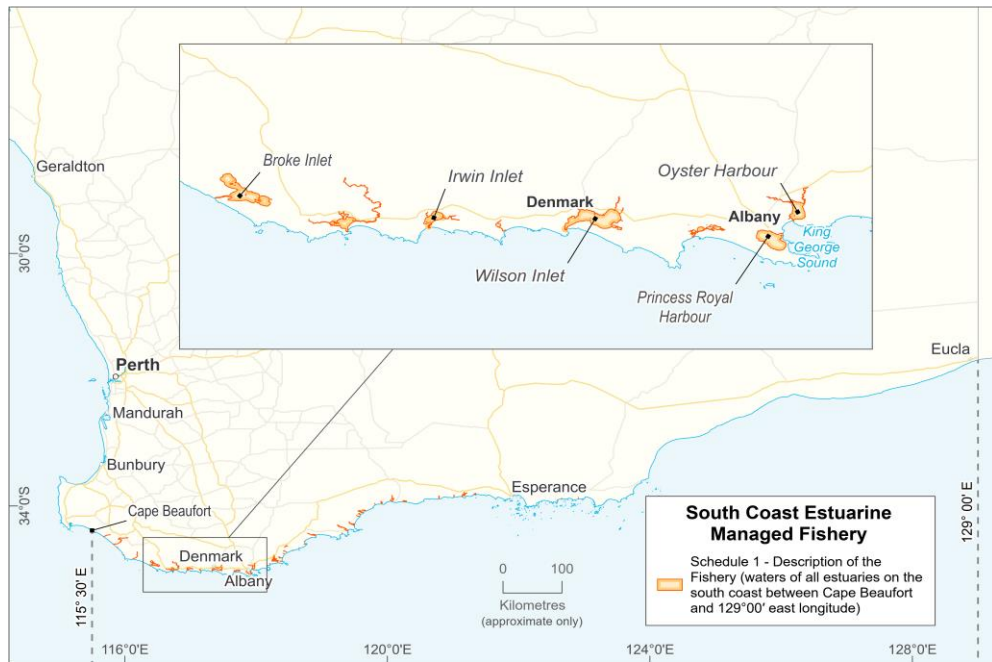 Geraldton
Broke Inlet
Irwin Inlet
Denmark
Wilson Inlet
Oyster Harbour
Albany
King
George
Sound
Princess Royal
Harbour
30°0'S
Perth
Mandurah
Bunbury
Cape Beaufort
34°0'S
Denmark
Albany
Esperance
Eucla
115° 30' E
129° 00' E
0 100
Kilometres
(approximate only)
South Coast Estuarine
Managed Fishery
Schedule 1 - Description of the
Fishery (waters of all estuaries on the
south coast between Cape Beaufort
and 129°00' east longitude)
116°0'E
120°0'E
124°0'E
128°0'E